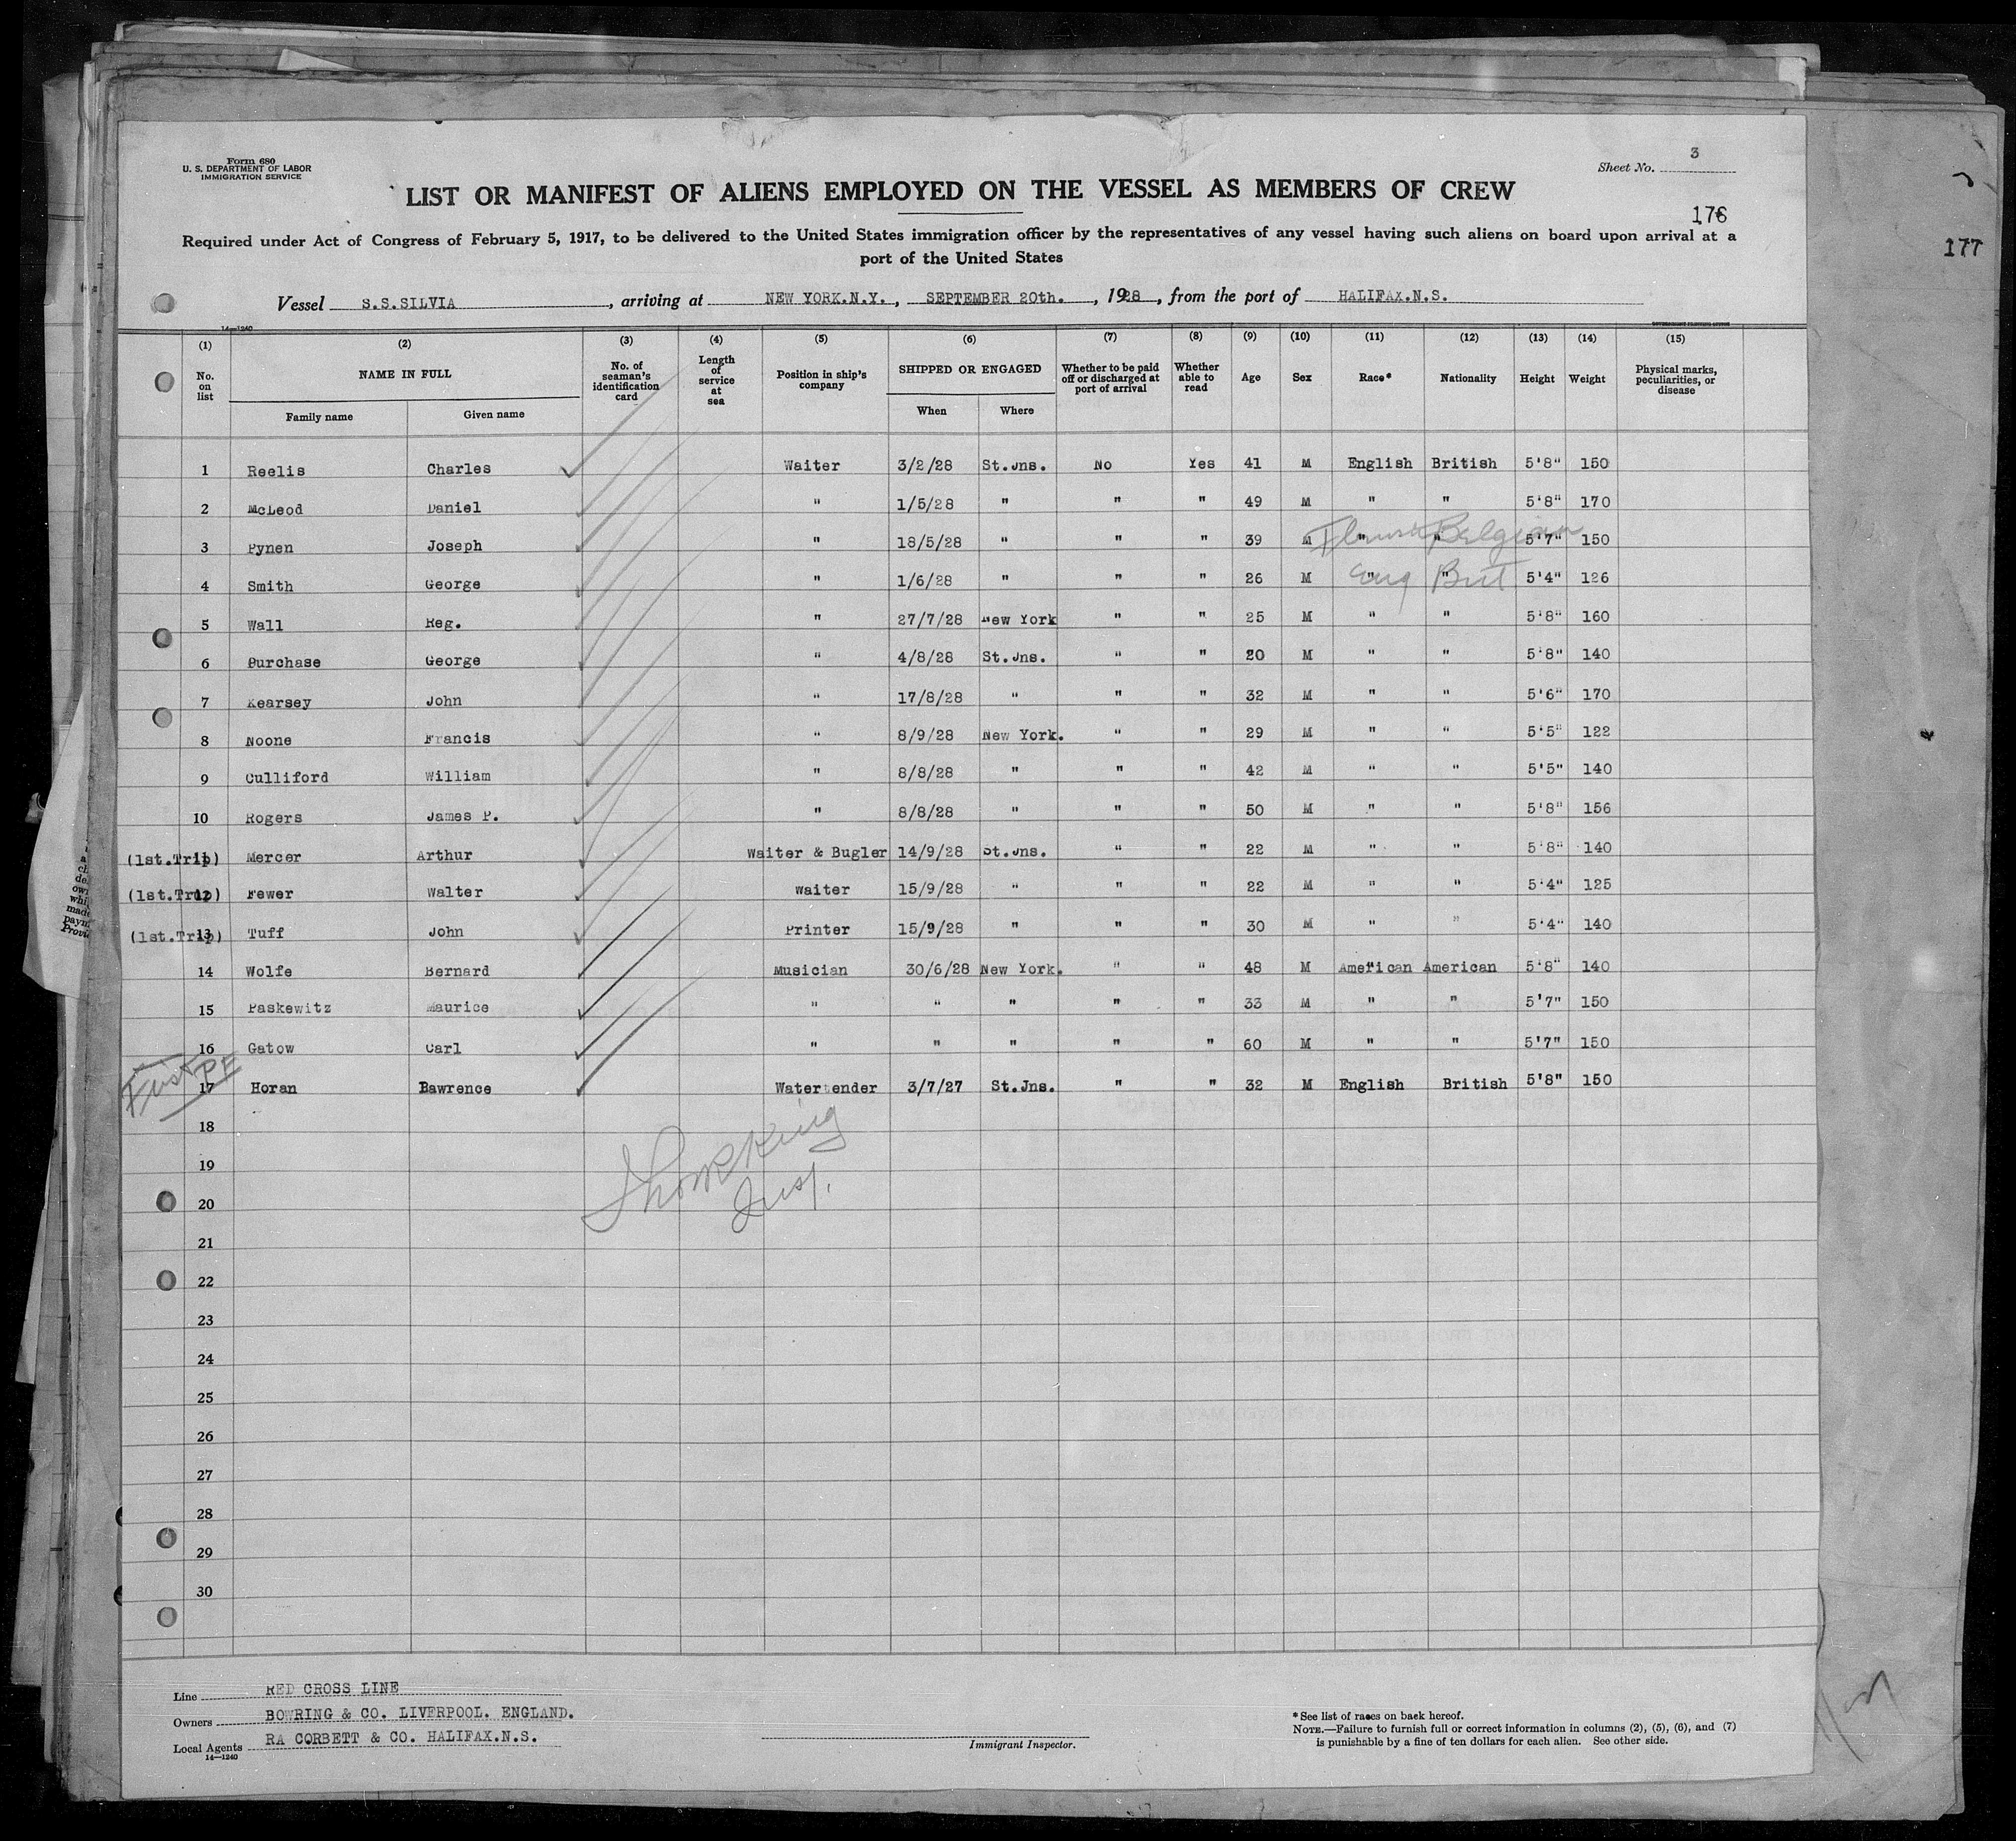 Form 680
U. S. DEPARTMENT OF LABOR
IMMIGRATION SERVICE
Sheet No. 3
LIST OR MANIFEST OF ALIENS EMPLOYED ON THE VESSEL AS MEMBERS OF CREW
176
177
Required under Act of Congress of February 5, 1917, to be delivered to the United States immigration officer by the representatives of any vessel having such aliens on board upon arrival at a
port of the United States
Vessel S.S.SILVIA, arriving at NEW YORK.N.Y., SEPTEMBER 20th., 1928, from the port of HALIFAX.N.S.
14—1240
(1) (2) (3) (4) (5) (6) (7) (8) (9) (10) (11) (12) (13) (14) (15)
No. on list NAME IN FULL Family name Given name No. of seaman's identification card Length of service at sea Position in ship's company SHIPPED OR ENGAGED When Where Whether to be paid off or discharged at port of arrival Whether able to read Age Sex Race* Nationality Height Weight Physical marks, peculiarities, or disease
1 Reelis Charles Waiter 3/2/28 St.Jns. No Yes 41 M English British 5'8" 150
2 McLeod Daniel " 1/5/28 " " " 49 M " " 5'8" 170
3 Pynen Joseph " 18/5/28 " " " 39 M " Flemish " Belgian 5'7" 150
4 Smith George " 1/6/28 " " " 26 M " Eng " Brit 5'4" 126
5 Wall Reg. " 27/7/28 New York " " 25 M " " 5'8" 160
6 Purchase George " 4/8/28 St.Jns. " " 20 M " " 5'8" 140
7 Kearsey John " 17/8/28 " " " 32 M " " 5'6" 170
8 Noone Francis " 8/9/28 New York. " " 29 M " " 5'5" 122
9 Culliford William " 8/8/28 " " " 42 M " " 5'5" 140
10 Rogers James P. " 8/8/28 " " " 50 M " " 5'8" 156
(1st.Trip) 11 Mercer Arthur Waiter & Bugler 14/9/28 St.Jns. " " 22 M " " 5'8" 140
(1st.Trip) 12 Fewer Walter Waiter 15/9/28 " " " 22 M " " 5'4" 125
(1st.Trip) 13 Tuff John Printer 15/9/28 " " " 30 M " " 5'4" 140
14 Wolfe Bernard Musician 30/6/28 New York. " " 48 M American American 5'8" 140
15 Paskewitz Maurice " " " " " 33 M " " 5'7" 150
16 Gatow Carl " " " " " 60 M " " 5'7" 150
First 17 Horan Bawrence Watertender 3/7/27 St.Jns. " " 32 M English British 5'8" 150
18
Insp.
19
20
21
22
23
24
25
26
27
28
29
30
Line RED CROSS LINE
Owners BOWRING & CO. LIVERPOOL. ENGLAND.
Local Agents RA CORBETT & CO. HALIFAX.N.S.
14—1240
Immigrant Inspector.
* See list of races on back hereof.
NOTE.—Failure to furnish full or correct information in columns (2), (5), (6), and (7)
is punishable by a fine of ten dollars for each alien. See other side.